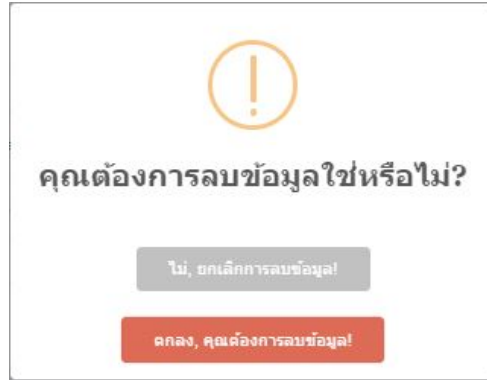 คุณต้องการลบข้อมูลใช่หรือไม่?
ไม่, ยกเลิกการลบข้อมูล!
ตกลง, คุณต้องการลบข้อมูล!